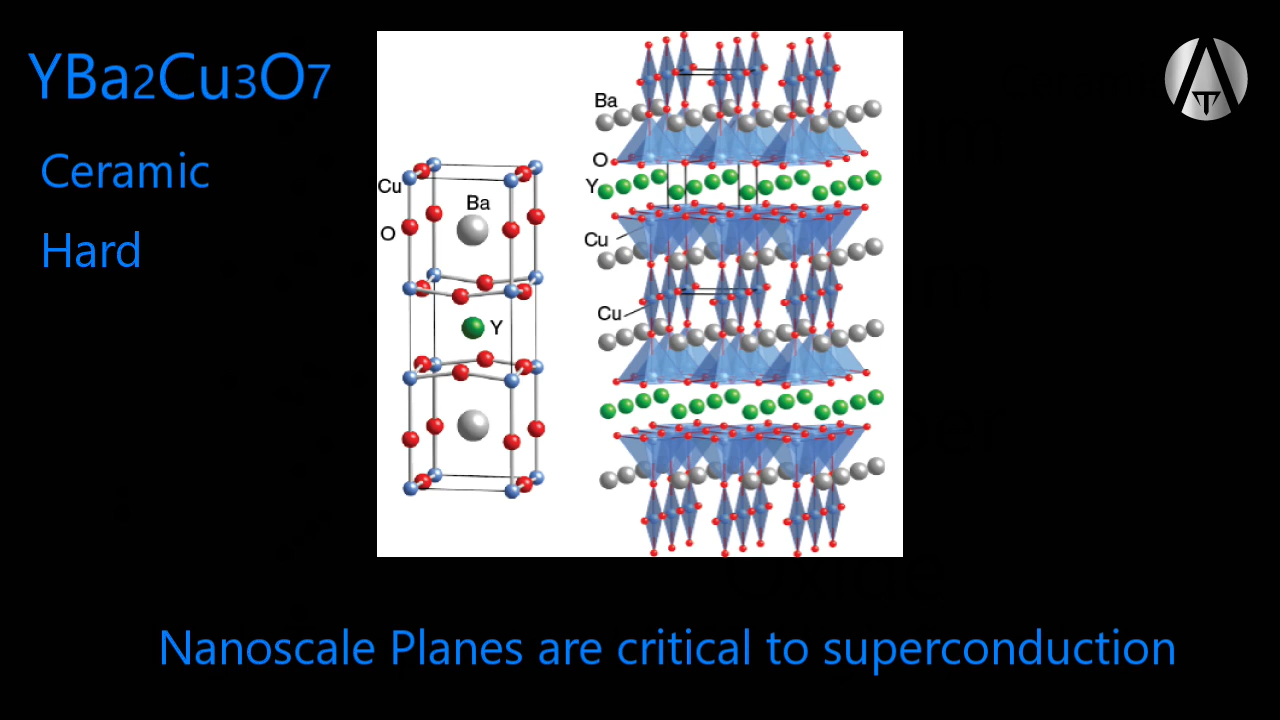 YBa2Cu3O7
Ceramic
Hard
Cu
O
Ba
Y
Ba
O
Y
Cu
Cu
Nanoscale Planes are critical to superconduction